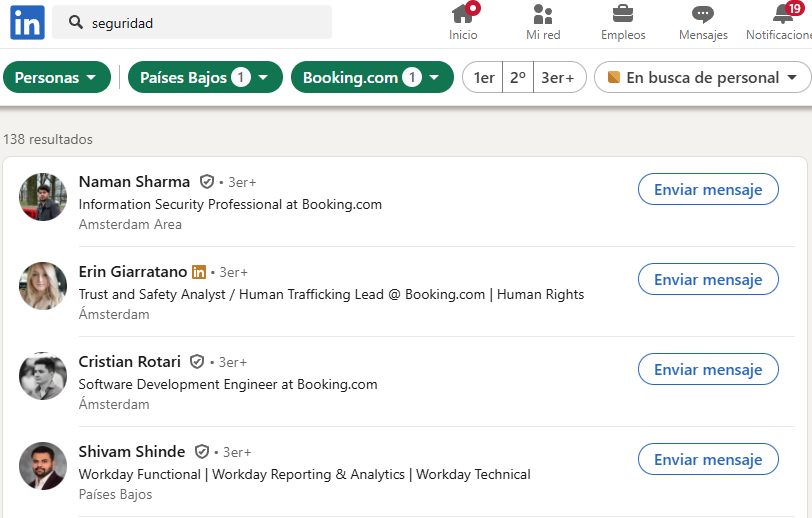 in seguridad
Inicio Mi red Empleos Mensajes 19 Notificacione
Personas Países Bajos 1 Booking.com 1 1er 2º 3er+ En busca de personal
138 resultados
Naman Sharma • 3er+
Information Security Professional at Booking.com
Amsterdam Area
Enviar mensaje
Erin Giarratano in • 3er+
Trust and Safety Analyst / Human Trafficking Lead @ Booking.com | Human Rights
Ámsterdam
Enviar mensaje
Cristian Rotari • 3er+
Software Development Engineer at Booking.com
Ámsterdam
Enviar mensaje
Shivam Shinde • 3er+
Workday Functional | Workday Reporting & Analytics | Workday Technical
Países Bajos
Enviar mensaje